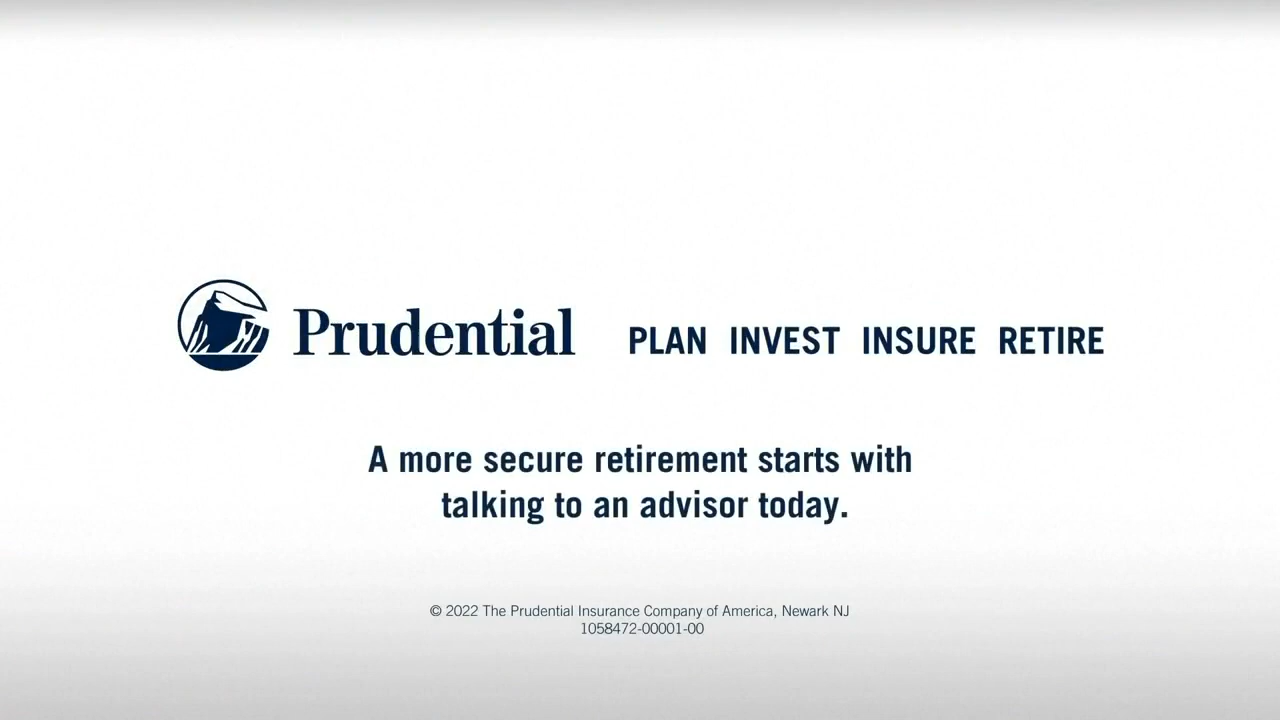 Prudential PLAN INVEST INSURE RETIRE
A more secure retirement starts with
talking to an advisor today.
© 2022 The Prudential Insurance Company of America, Newark NJ
1058472-00001-00